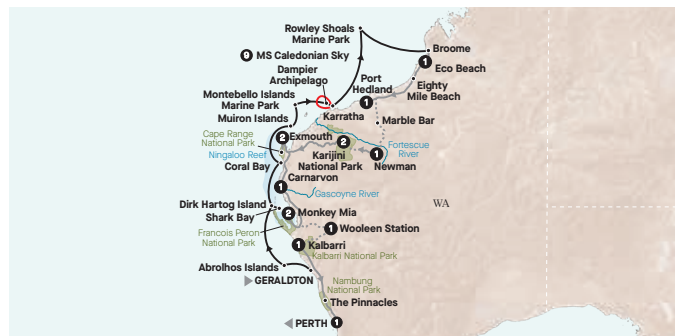 Rowley Shoals
Marine Park
9 MS Caledonian Sky
Broome
1
Eco Beach
Dampier
Archipelago
Port
Hedland
1
Eighty
Mile Beach
Montebello Islands
Marine Park
Karratha
Muiron Islands
Marble Bar
Cape Range
National Park
2 Exmouth
Fortescue
River
Ningaloo Reef
2
Karijini
National Park
1
Newman
Coral Bay
1
Carnarvon
Gascoyne River
Dirk Hartog Island
Shark Bay
2 Monkey Mia
WA
Francois Peron
National Park
1 Wooleen Station
1 Kalbarri
Kalbarri National Park
Abrolhos Islands
GERALDTON
Nambung
National Park
The Pinnacles
PERTH 1